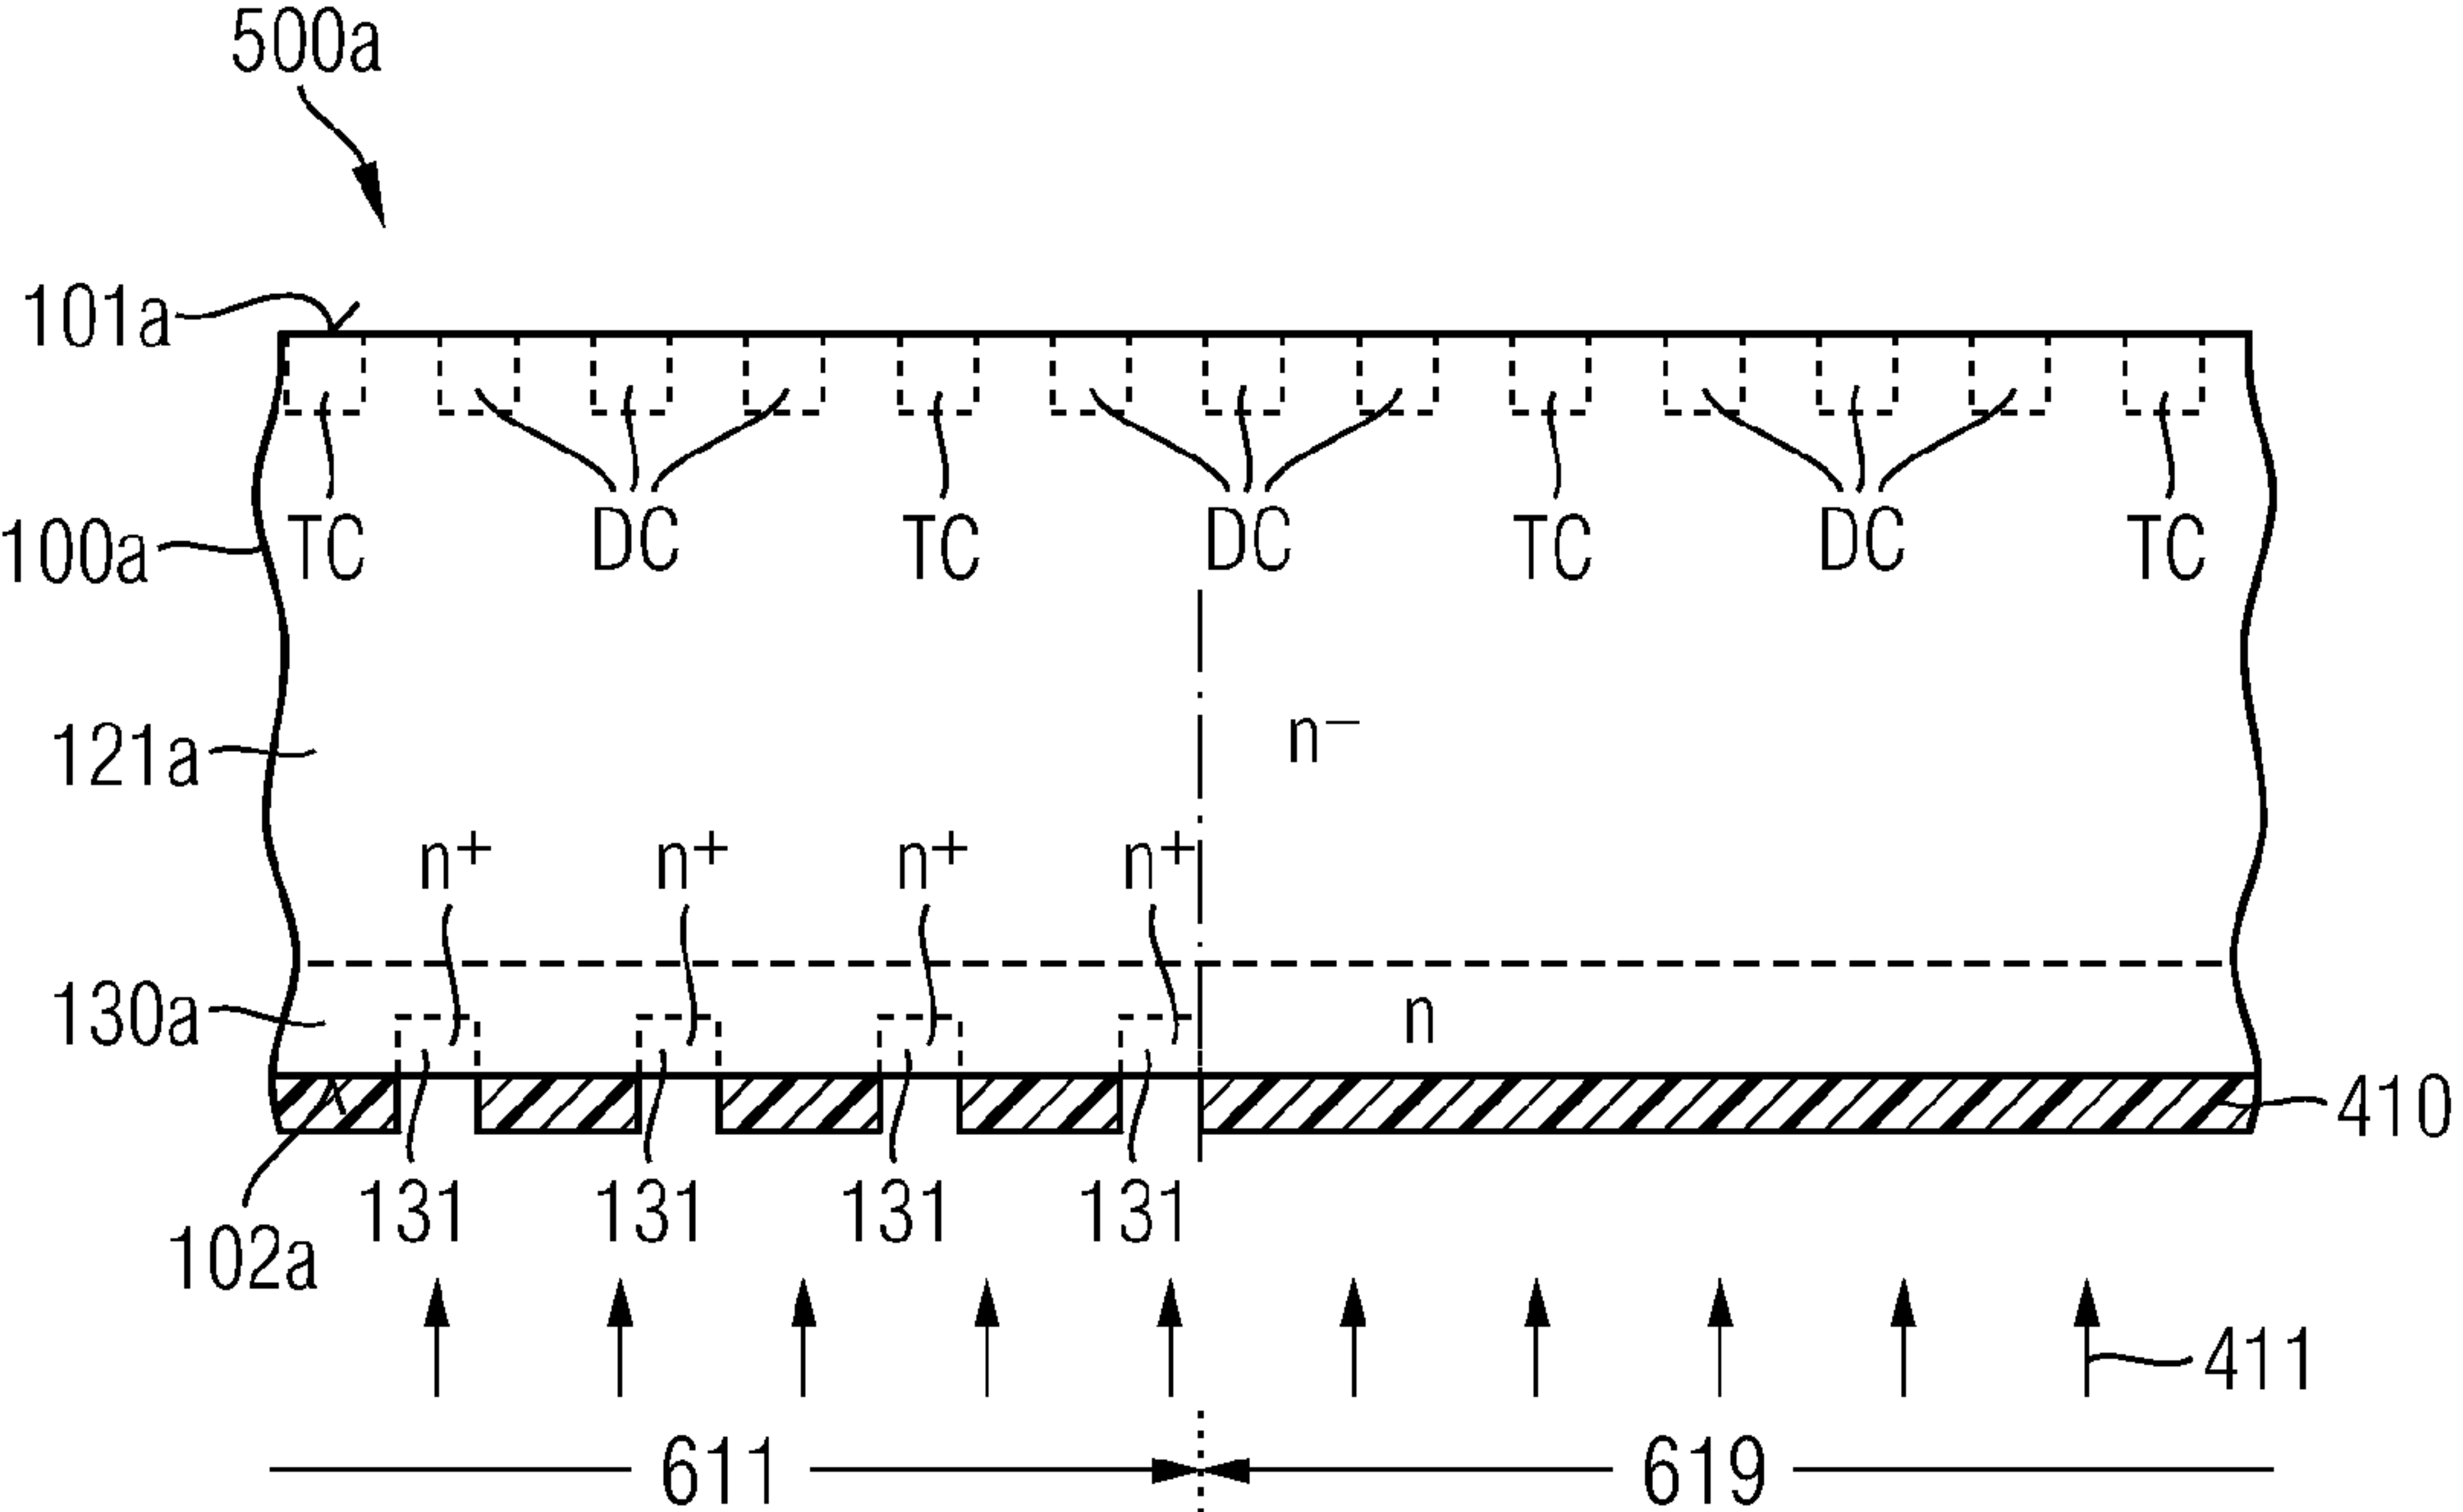 500a
101a
100a TC DC TC DC TC DC TC
121a n−
n+ n+ n+ n+
130a n
410
131 131 131 131
102a
411
611 619